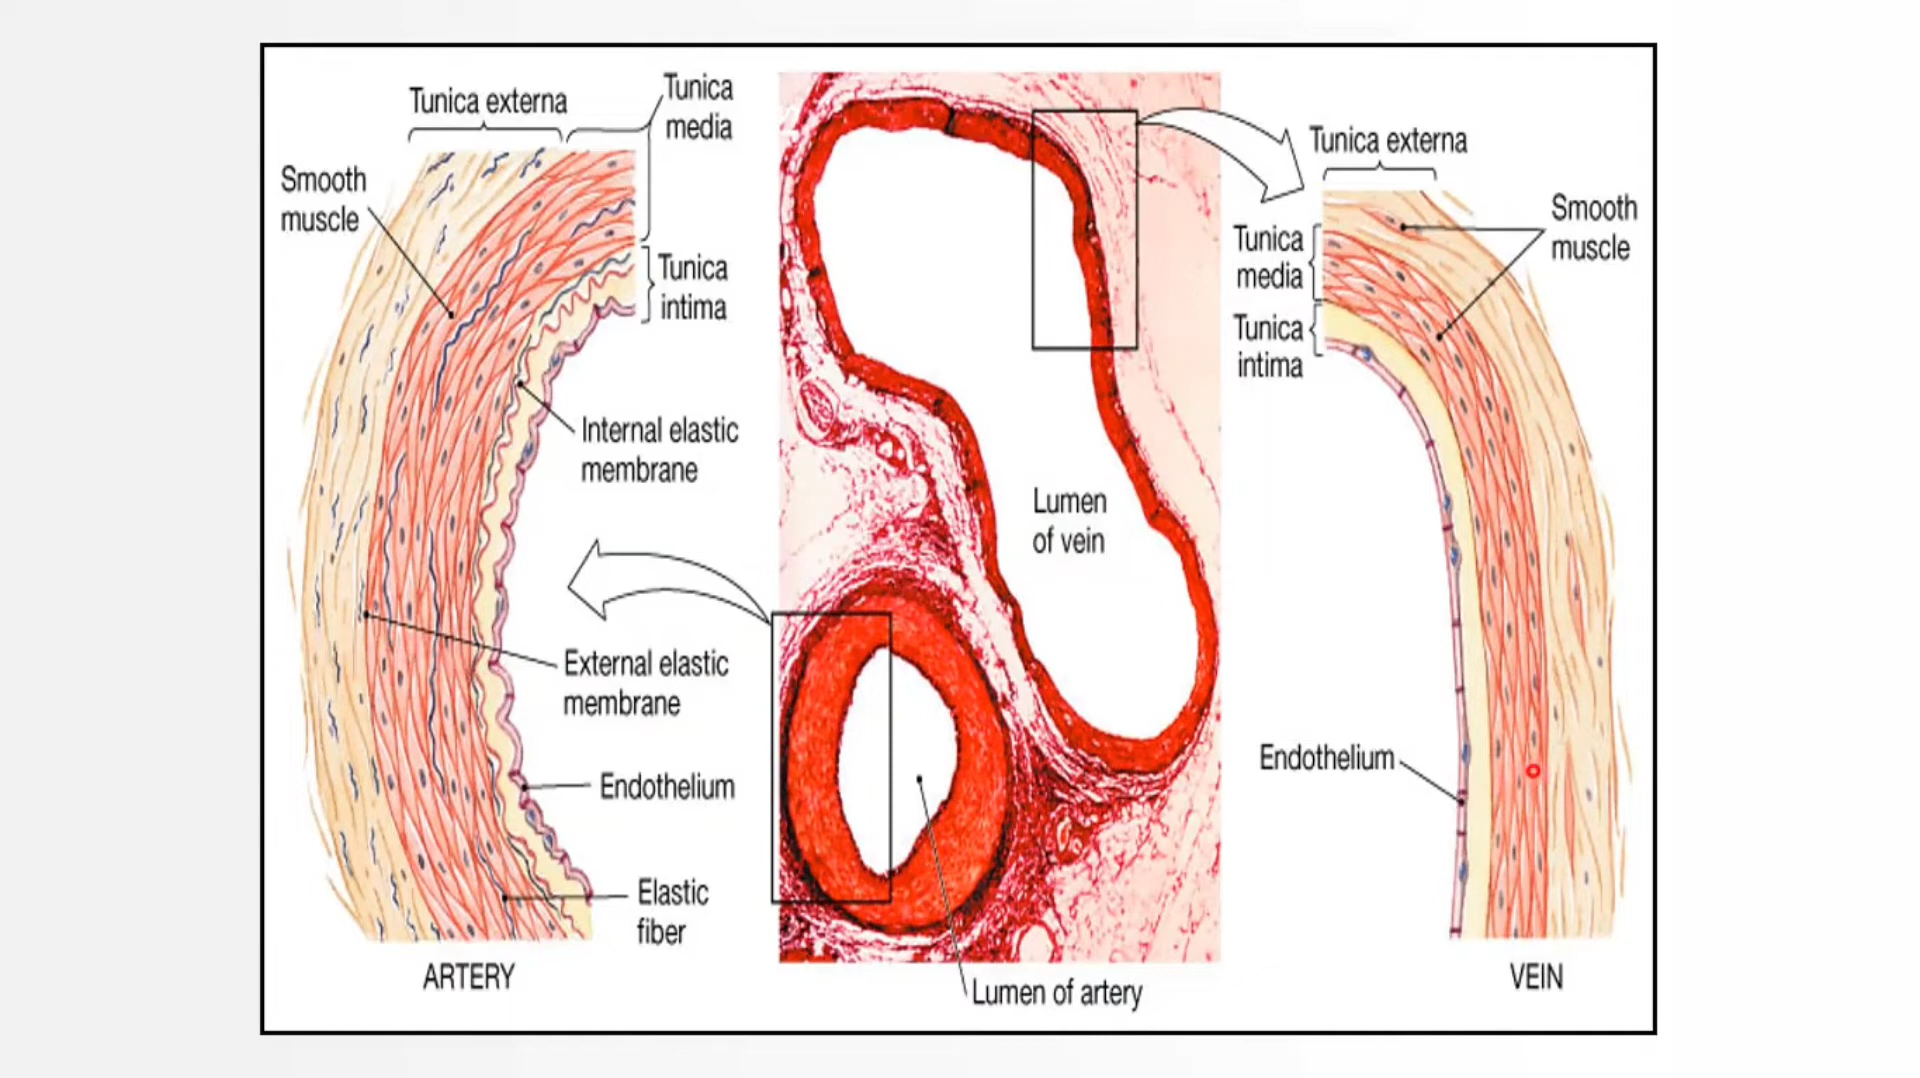 Tunica externa
Tunica
media
Smooth
muscle
Tunica
intima
Internal elastic
membrane
External elastic
membrane
Endothelium
Elastic
fiber
ARTERY
Lumen
of vein
Lumen of artery
Tunica externa
Smooth
muscle
Tunica
media
Tunica
intima
Endothelium
VEIN